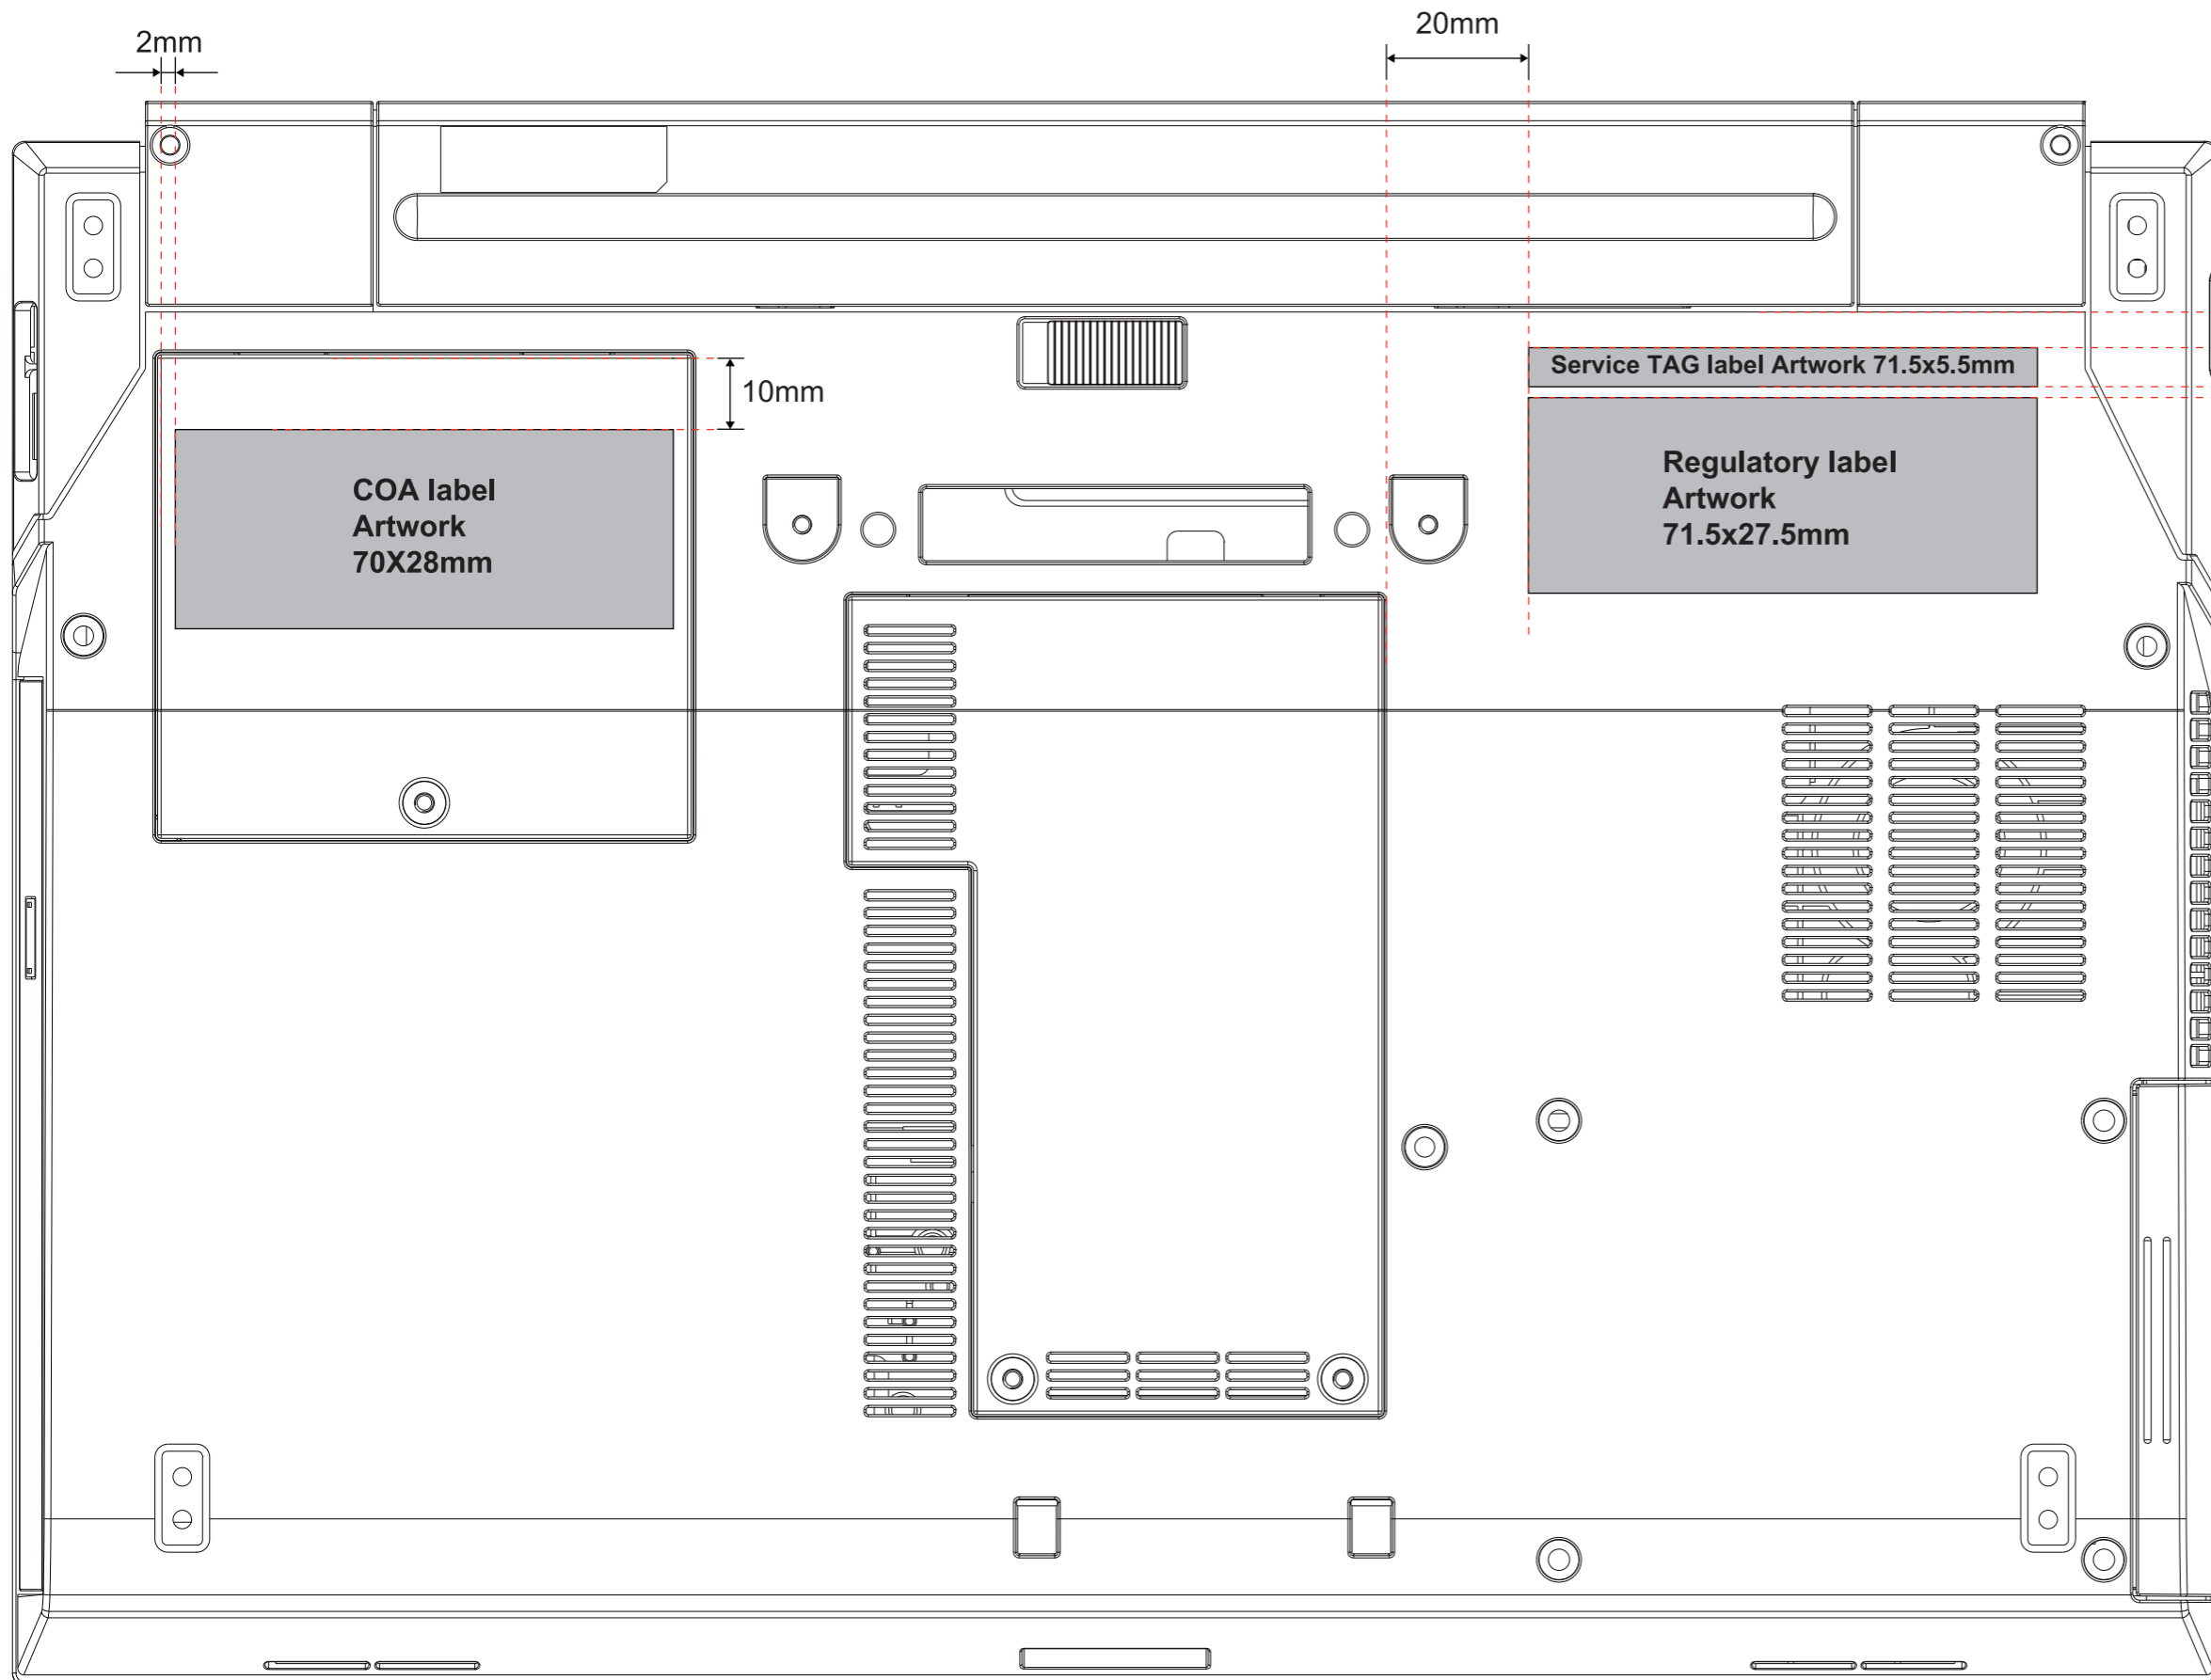 2mm
20mm
10mm
Service TAG label Artwork 71.5x5.5mm
COA label
Artwork
70X28mm
Regulatory label
Artwork
71.5x27.5mm